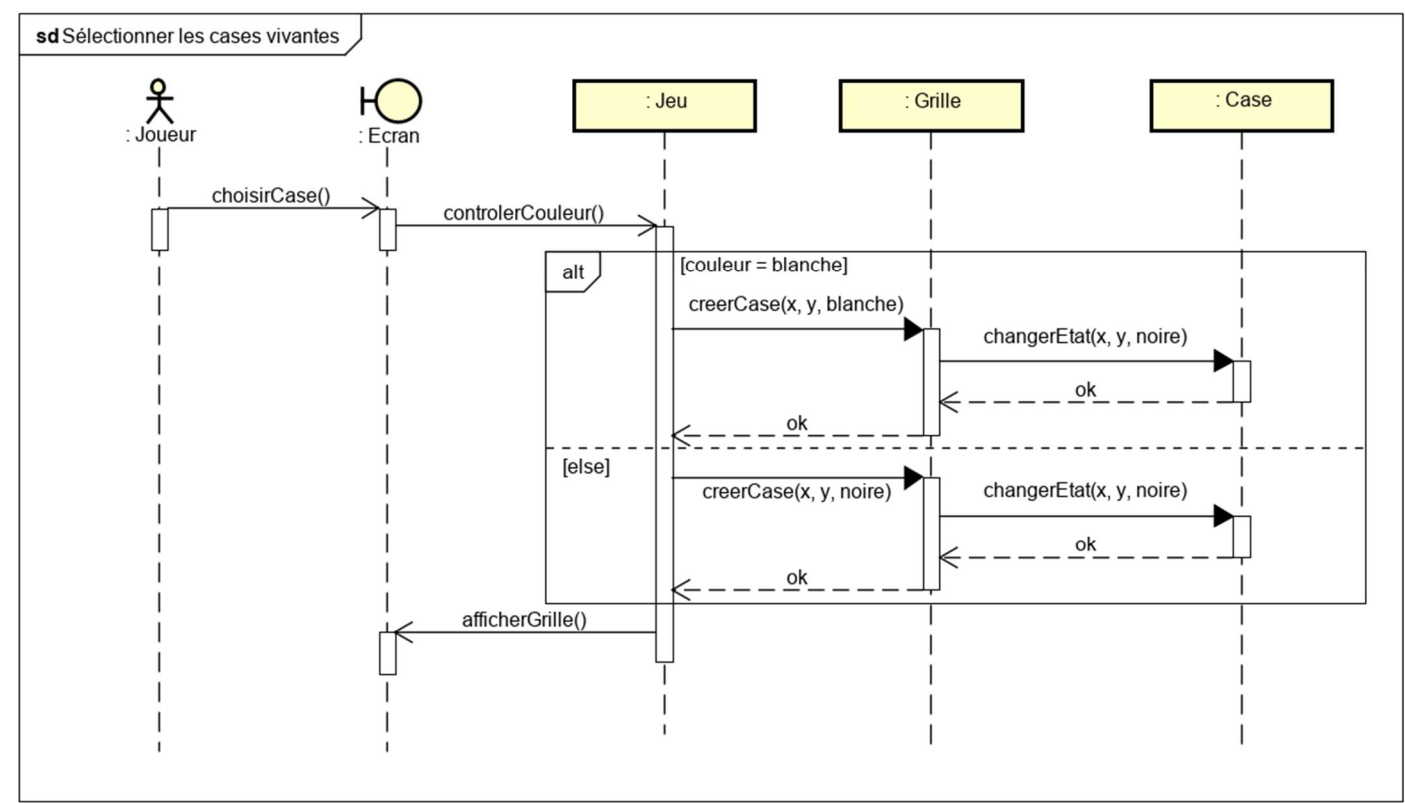 sd Sélectionner les cases vivantes
: Joueur
: Ecran
: Jeu
: Grille
: Case
choisirCase()
controlerCouleur()
alt
[couleur = blanche]
creerCase(x, y, blanche)
changerEtat(x, y, noire)
ok
ok
[else]
creerCase(x, y, noire)
changerEtat(x, y, noire)
ok
ok
afficherGrille()